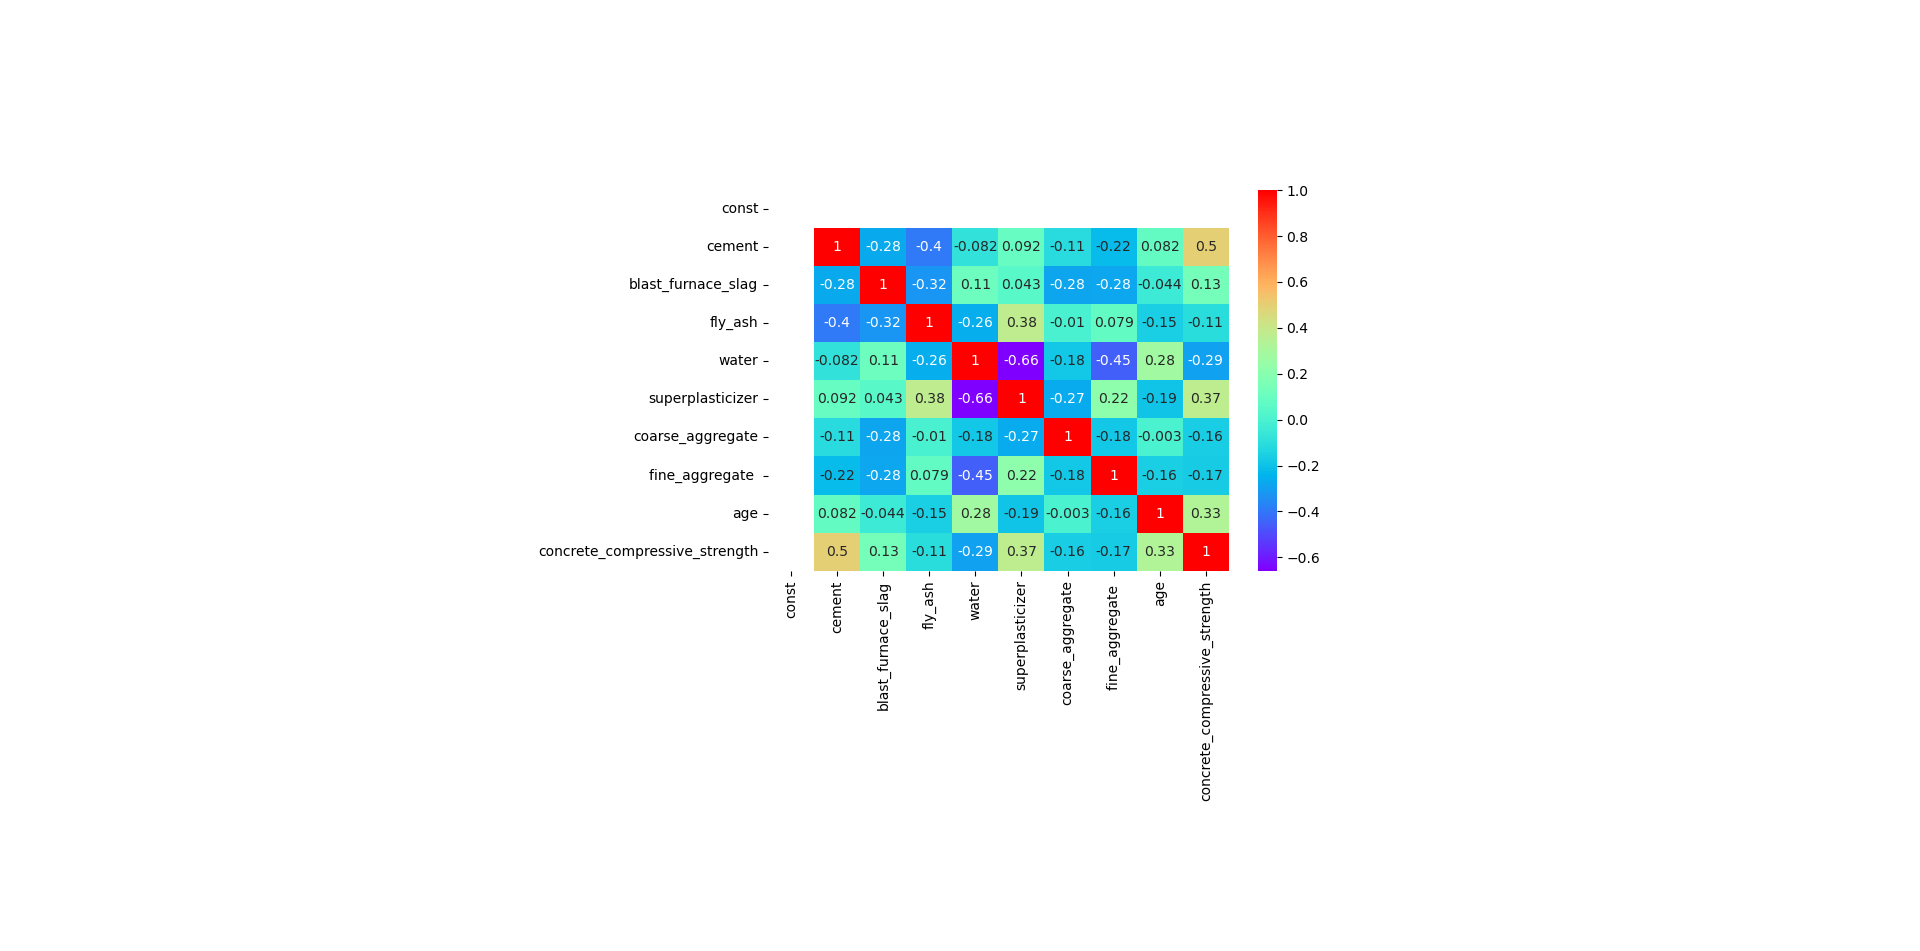 const
cement 1 -0.28 -0.4 -0.082 0.092 -0.11 -0.22 0.082 0.5
blast_furnace_slag -0.28 1 -0.32 0.11 0.043 -0.28 -0.28 -0.044 0.13
fly_ash -0.4 -0.32 1 -0.26 0.38 -0.01 0.079 -0.15 -0.11
water -0.082 0.11 -0.26 1 -0.66 -0.18 -0.45 0.28 -0.29
superplasticizer 0.092 0.043 0.38 -0.66 1 -0.27 0.22 -0.19 0.37
coarse_aggregate -0.11 -0.28 -0.01 -0.18 -0.27 1 -0.18 -0.003 -0.16
fine_aggregate -0.22 -0.28 0.079 -0.45 0.22 -0.18 1 -0.16 -0.17
age 0.082 -0.044 -0.15 0.28 -0.19 -0.003 -0.16 1 0.33
concrete_compressive_strength 0.5 0.13 -0.11 -0.29 0.37 -0.16 -0.17 0.33 1
const
cement
blast_furnace_slag
fly_ash
water
superplasticizer
coarse_aggregate
fine_aggregate
age
concrete_compressive_strength
1.0
0.8
0.6
0.4
0.2
0.0
−0.2
−0.4
−0.6